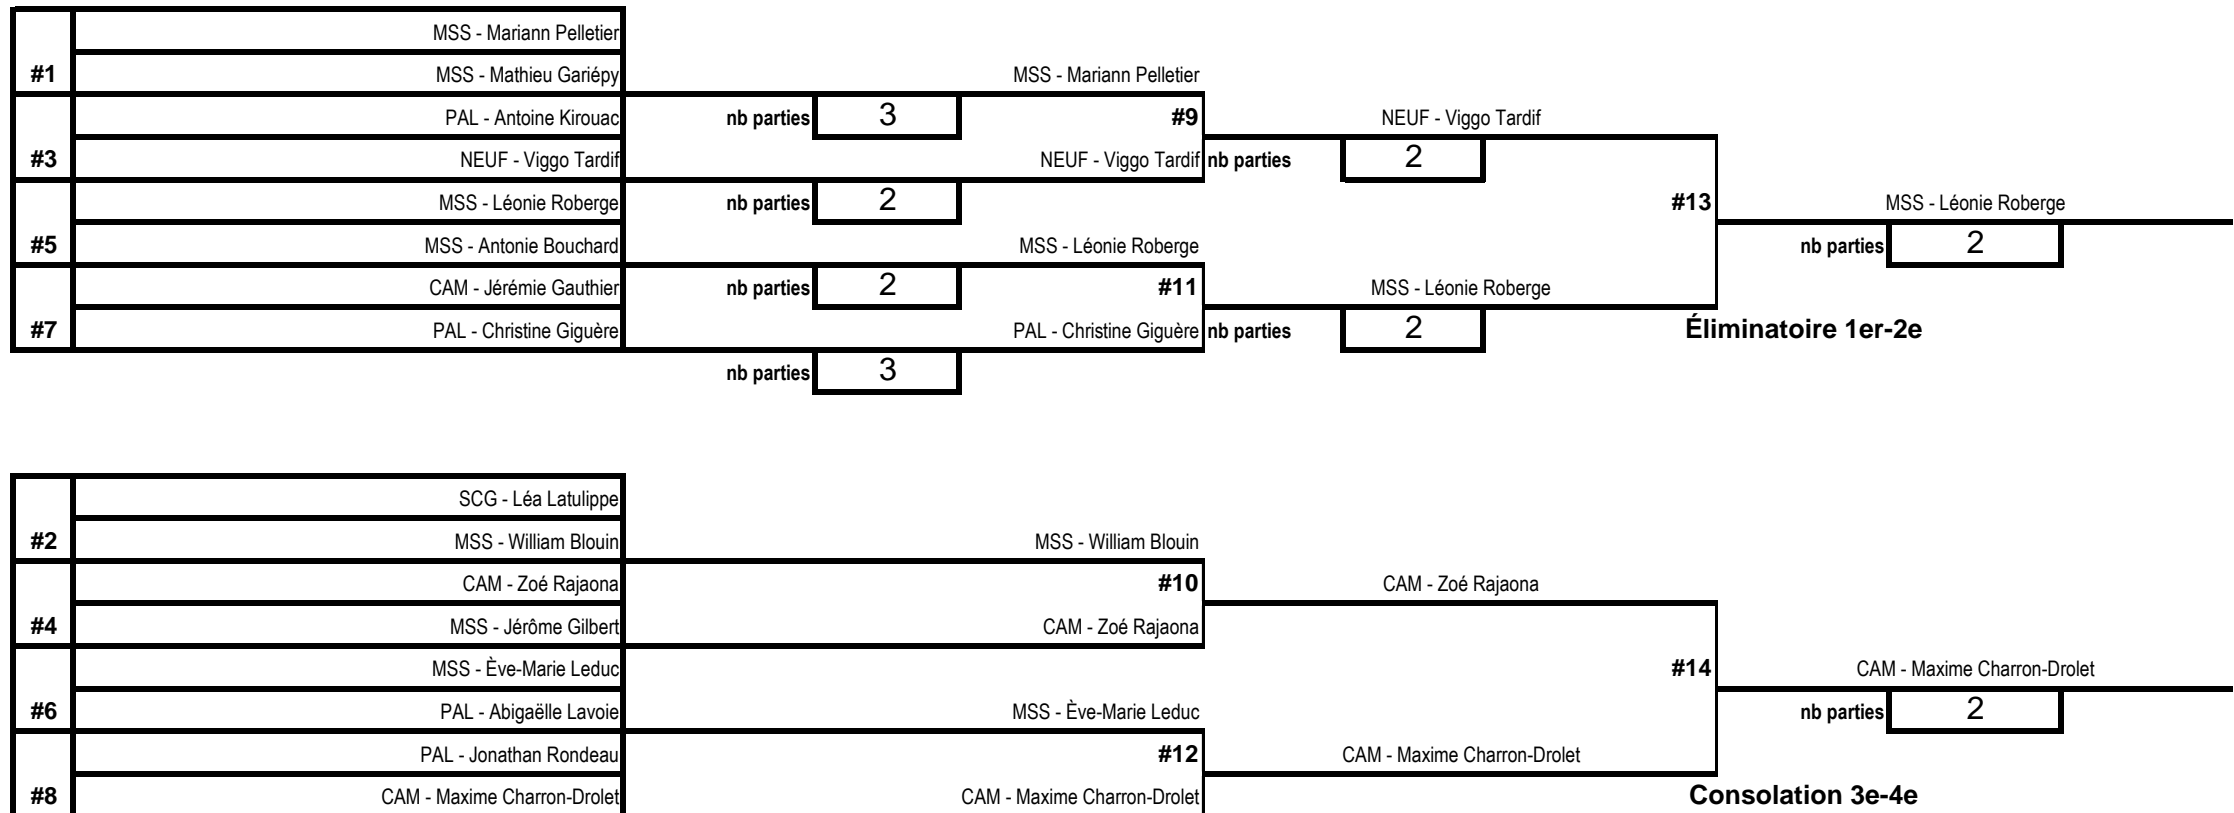 MSS - Mariann Pelletier
#1 MSS - Mathieu Gariépy MSS - Mariann Pelletier
PAL - Antoine Kirouac nb parties 3 #9 NEUF - Viggo Tardif
#3 NEUF - Viggo Tardif NEUF - Viggo Tardif nb parties 2
MSS - Léonie Roberge nb parties 2 #13 MSS - Léonie Roberge
#5 MSS - Antonie Bouchard MSS - Léonie Roberge nb parties 2
CAM - Jérémie Gauthier nb parties 2 #11 MSS - Léonie Roberge
#7 PAL - Christine Giguère PAL - Christine Giguère nb parties 2 Éliminatoire 1er-2e
nb parties 3
SCG - Léa Latulippe
#2 MSS - William Blouin MSS - William Blouin
CAM - Zoé Rajaona #10 CAM - Zoé Rajaona
#4 MSS - Jérôme Gilbert CAM - Zoé Rajaona
MSS - Ève-Marie Leduc #14 CAM - Maxime Charron-Drolet
#6 PAL - Abigaëlle Lavoie MSS - Ève-Marie Leduc nb parties 2
PAL - Jonathan Rondeau #12 CAM - Maxime Charron-Drolet
#8 CAM - Maxime Charron-Drolet CAM - Maxime Charron-Drolet Consolation 3e-4e